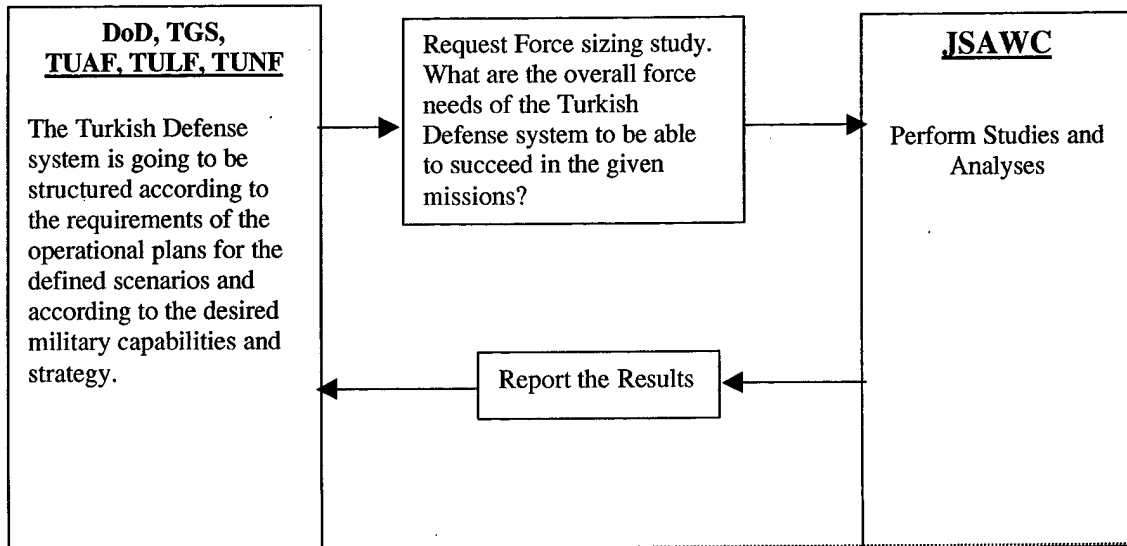 DoD, TGS,
TUAF, TULF, TUNF
The Turkish Defense
system is going to be
structured according to
the requirements of the
operational plans for the
defined scenarios and
according to the desired
military capabilities and
strategy.
Request Force sizing study.
What are the overall force
needs of the Turkish
Defense system to be able
to succeed in the given
missions?
Report the Results
JSAWC
Perform Studies and
Analyses